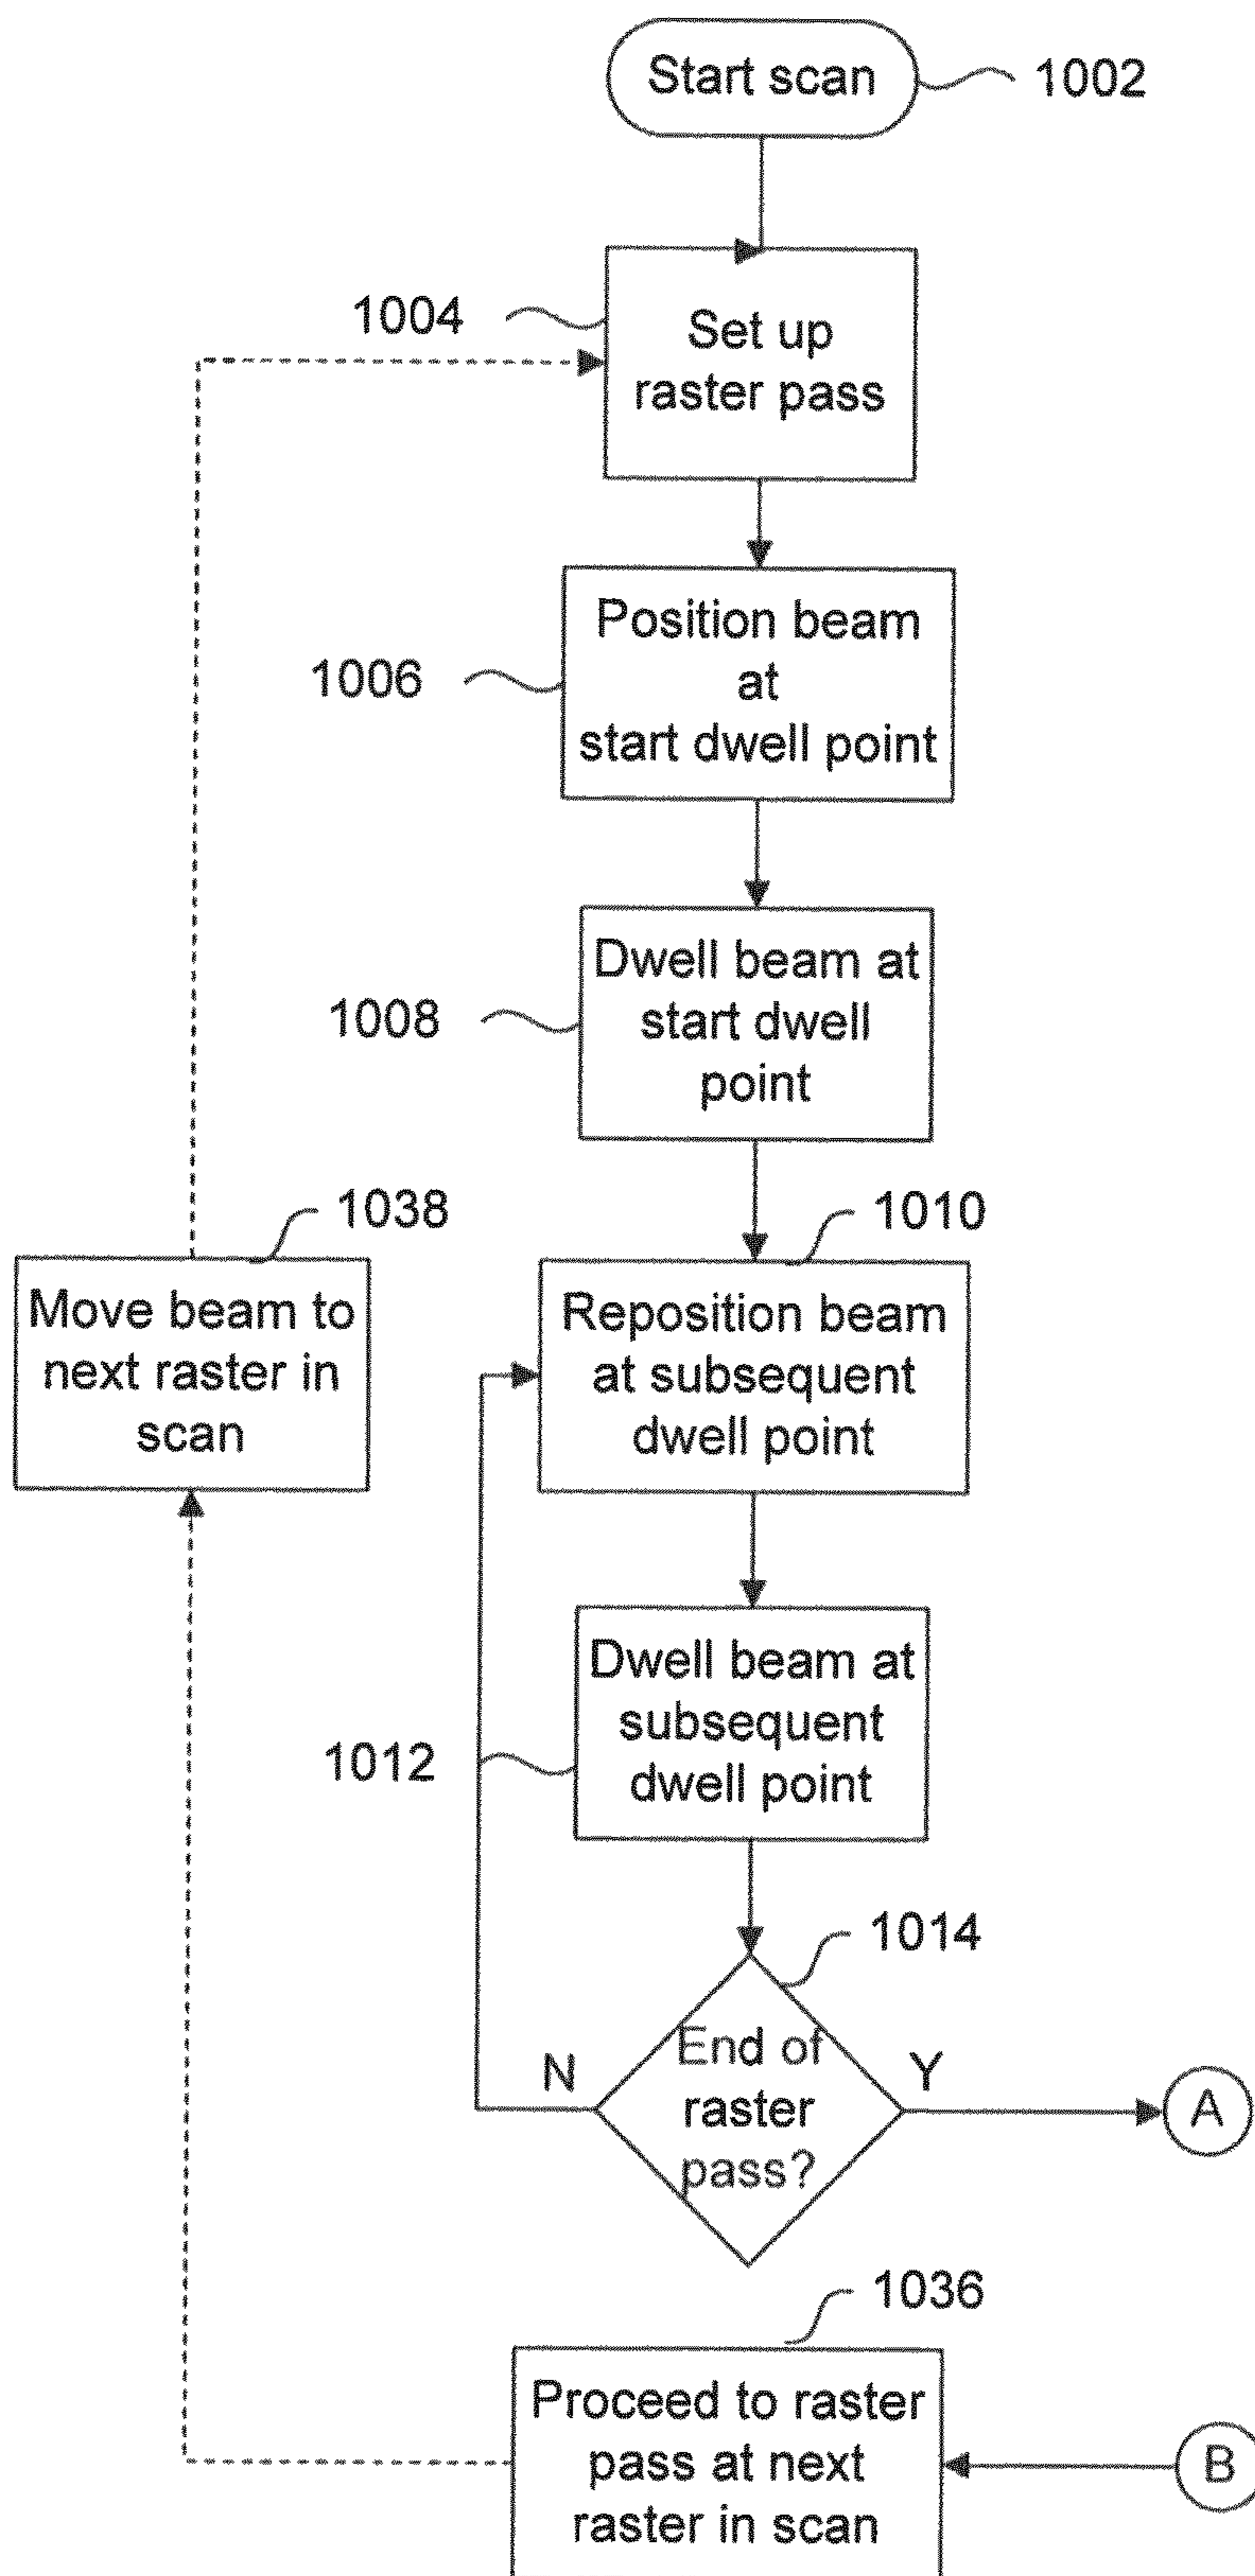 Start scan
1002
1004
Set up
raster pass
Position beam
at
start dwell point
1006
Dwell beam at
start dwell
point
1008
1038
1010
Move beam to
next raster in
scan
Reposition beam
at subsequent
dwell point
Dwell beam at
subsequent
dwell point
1012
1014
End of
raster
pass?
N
Y
A
1036
Proceed to raster
pass at next
raster in scan
B